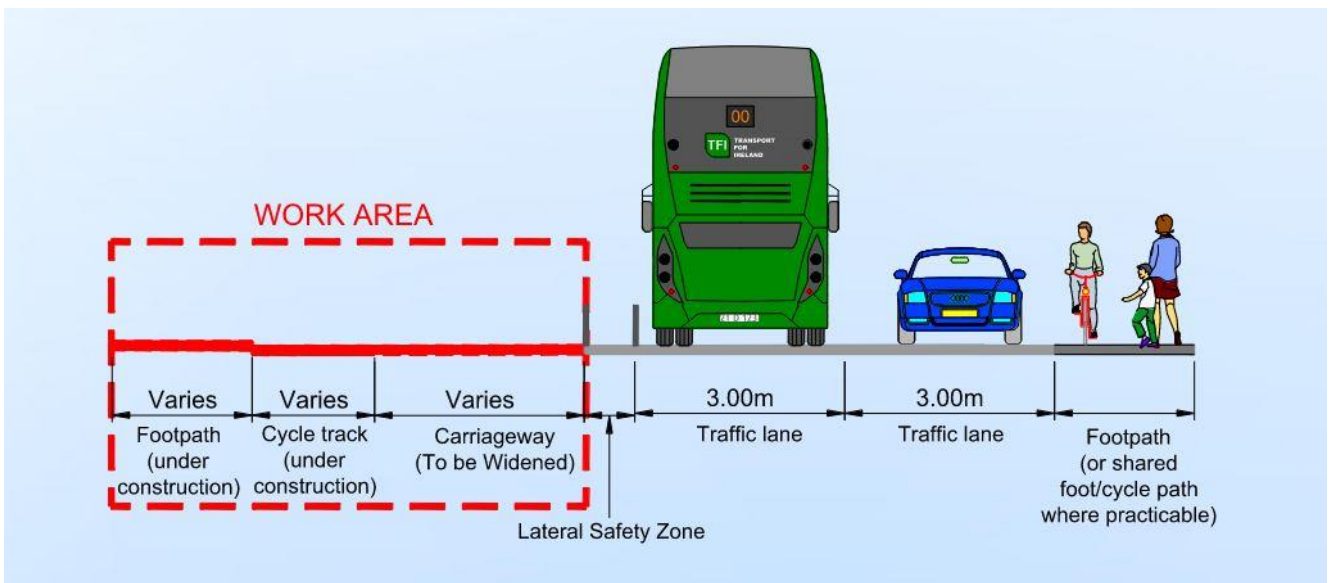 00
TFI
TRANSPORT
FOR
IRELAND
WORK AREA
21 D 123
Varies
Varies
Varies
3.00m
3.00m
Footpath
(under
construction)
Cycle track
(under
construction)
Carriageway
(To be Widened)
Traffic lane
Traffic lane
Footpath
(or shared
foot/cycle path
where practicable)
Lateral Safety Zone